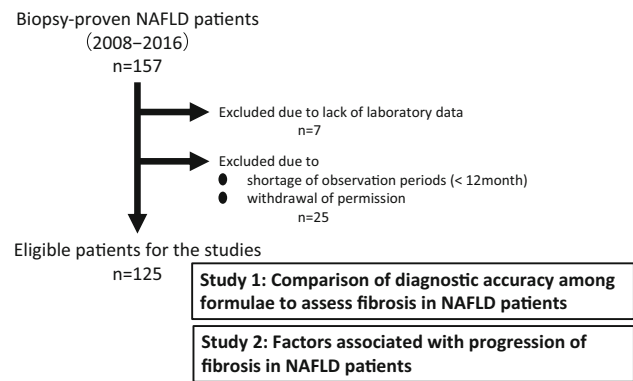 Biopsy-proven NAFLD patients
(2008–2016)
n=157
Excluded due to lack of laboratory data
n=7
Excluded due to
● shortage of observation periods (< 12month)
● withdrawal of permission
n=25
Eligible patients for the studies
n=125
Study 1: Comparison of diagnostic accuracy among
formulae to assess fibrosis in NAFLD patients
Study 2: Factors associated with progression of
fibrosis in NAFLD patients